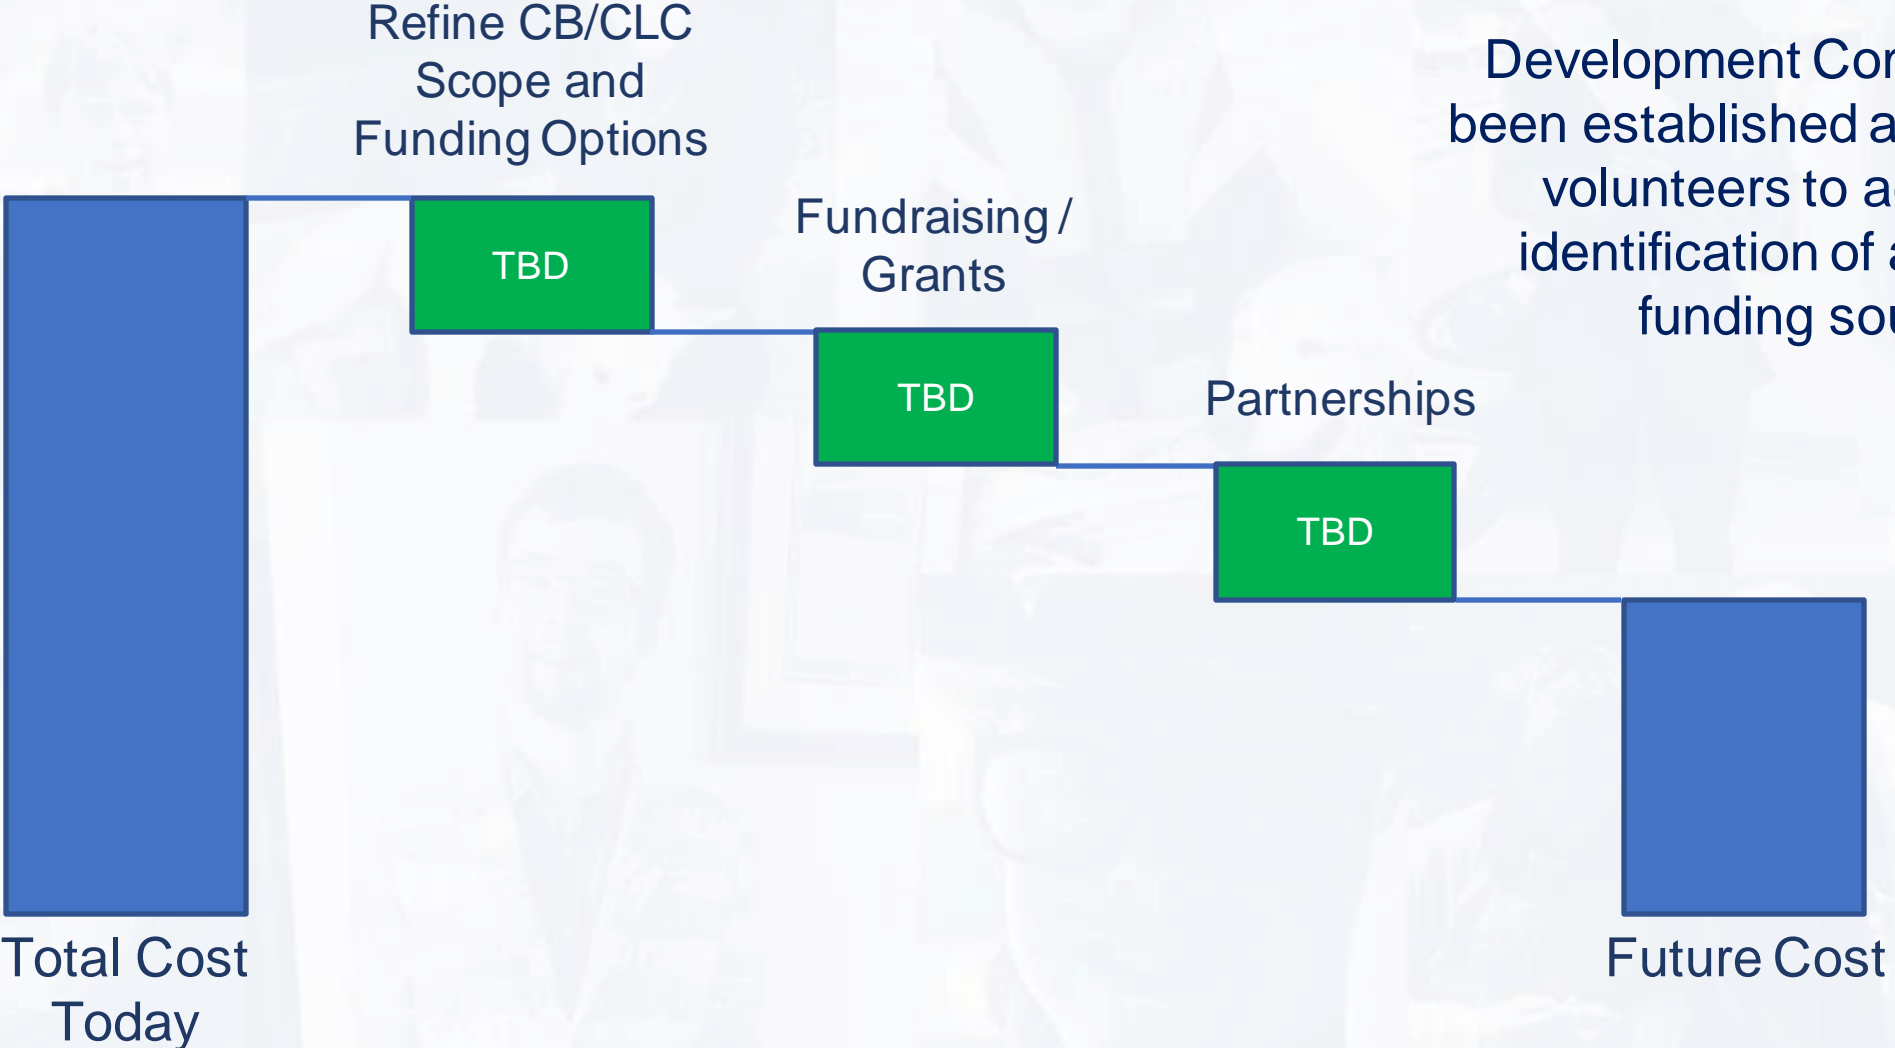 Refine CB/CLC
Scope and
Funding Options
Development
been established
volunteers to
identification of
funding
TBD
Fundraising /
Grants
TBD
Partnerships
TBD
Total Cost
Today
Future Cost